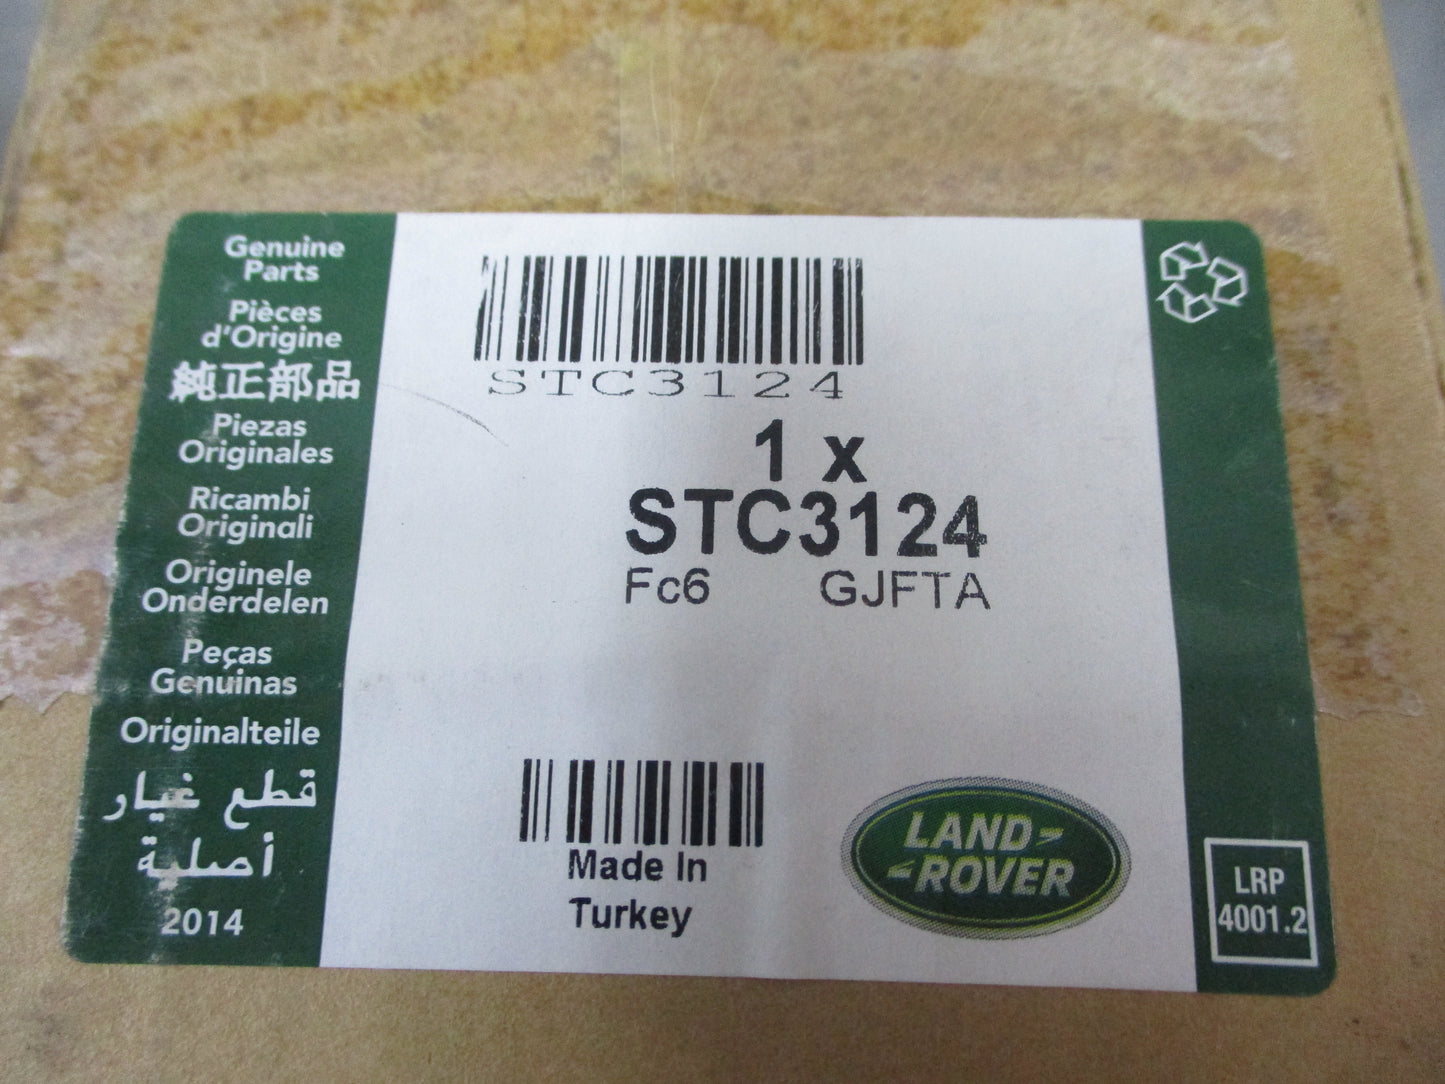 Genuine
Parts
Pièces
d'Origine
純正部品
Piezas
Originales
Ricambi
Originali
Originele
Onderdelen
Peças
Genuinas
Originalteile
قطع غيار
أصلية
2014
STC3124
1 x
STC3124
Fc6 GJFTA
Made In
Turkey
LAND
ROVER
LRP
4001.2